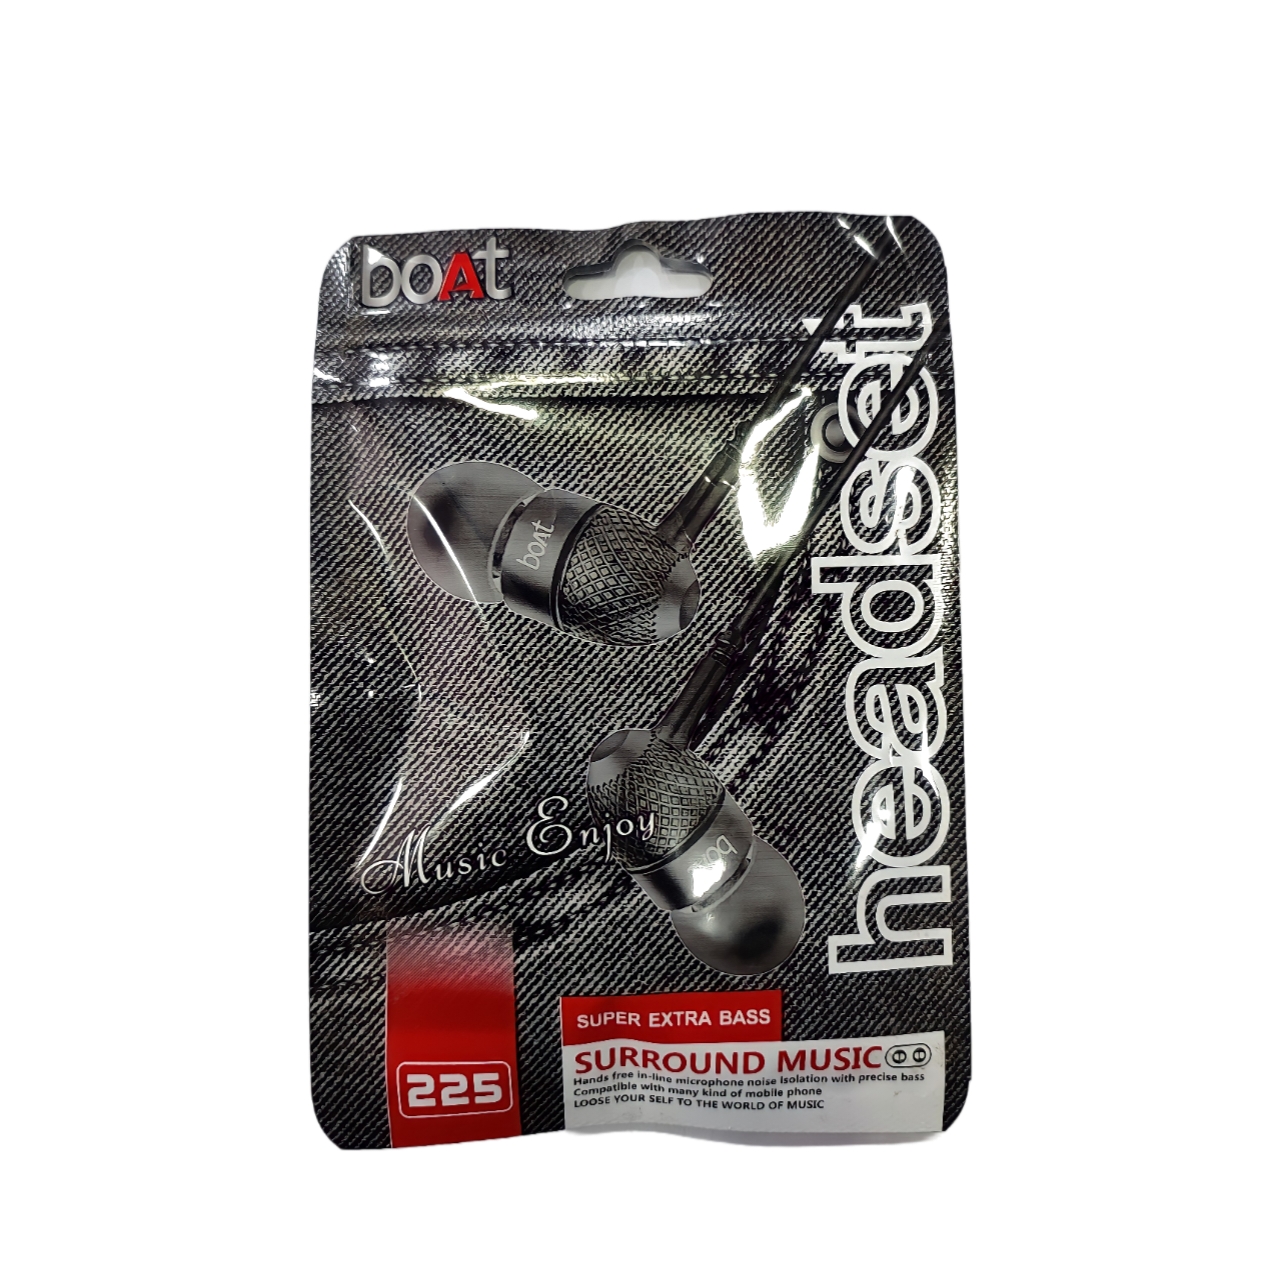 boAt
headset
boAt
Music Enjoy
boAt
225
SUPER EXTRA BASS
SURROUND MUSIC
Hands free in-line microphone noise isolation with precise bass
Compatible with many kind of mobile phone
LOOSE YOUR SELF TO THE WORLD OF MUSIC